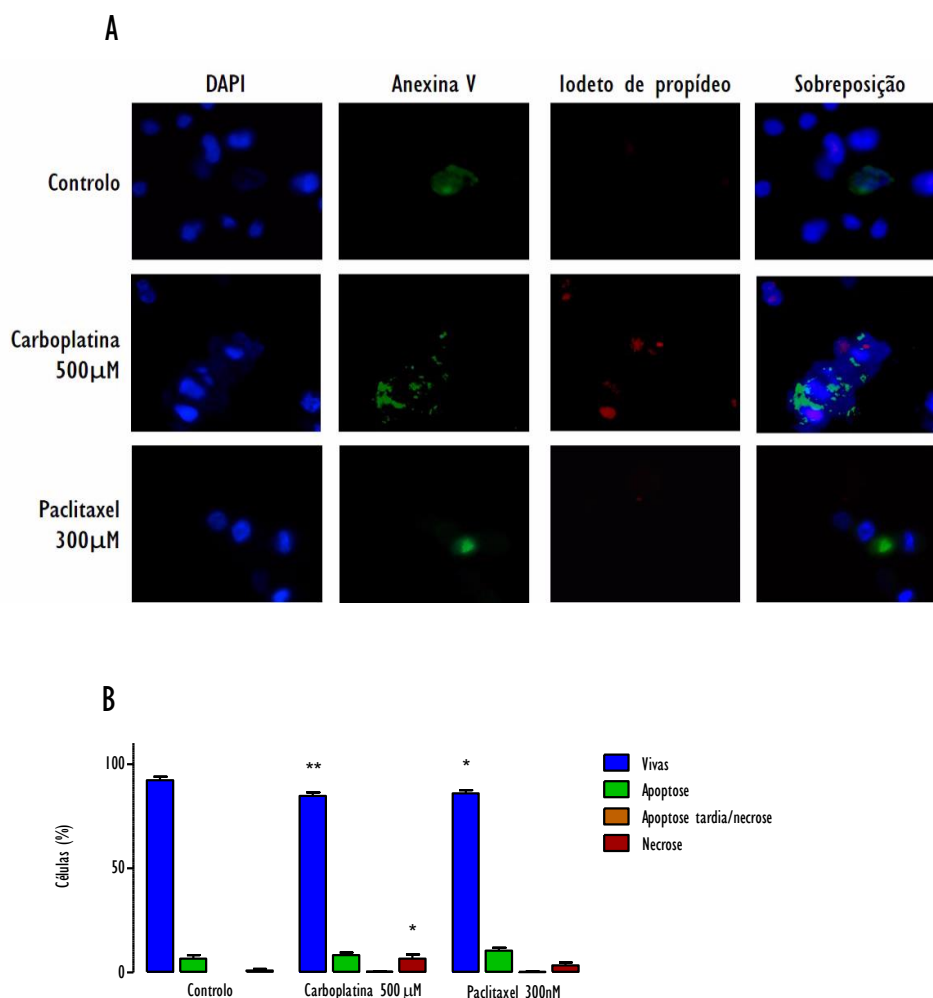 A
DAPI Anexina V Iodeto de propídeo Sobreposição
Controlo
Carboplatina
500μM
Paclitaxel
300μM
B
100
50
0
Células (%)
**
*
*
Controlo Carboplatina 500 μM Paclitaxel 300nM
Vivas
Apoptose
Apoptose tardia/necrose
Necrose